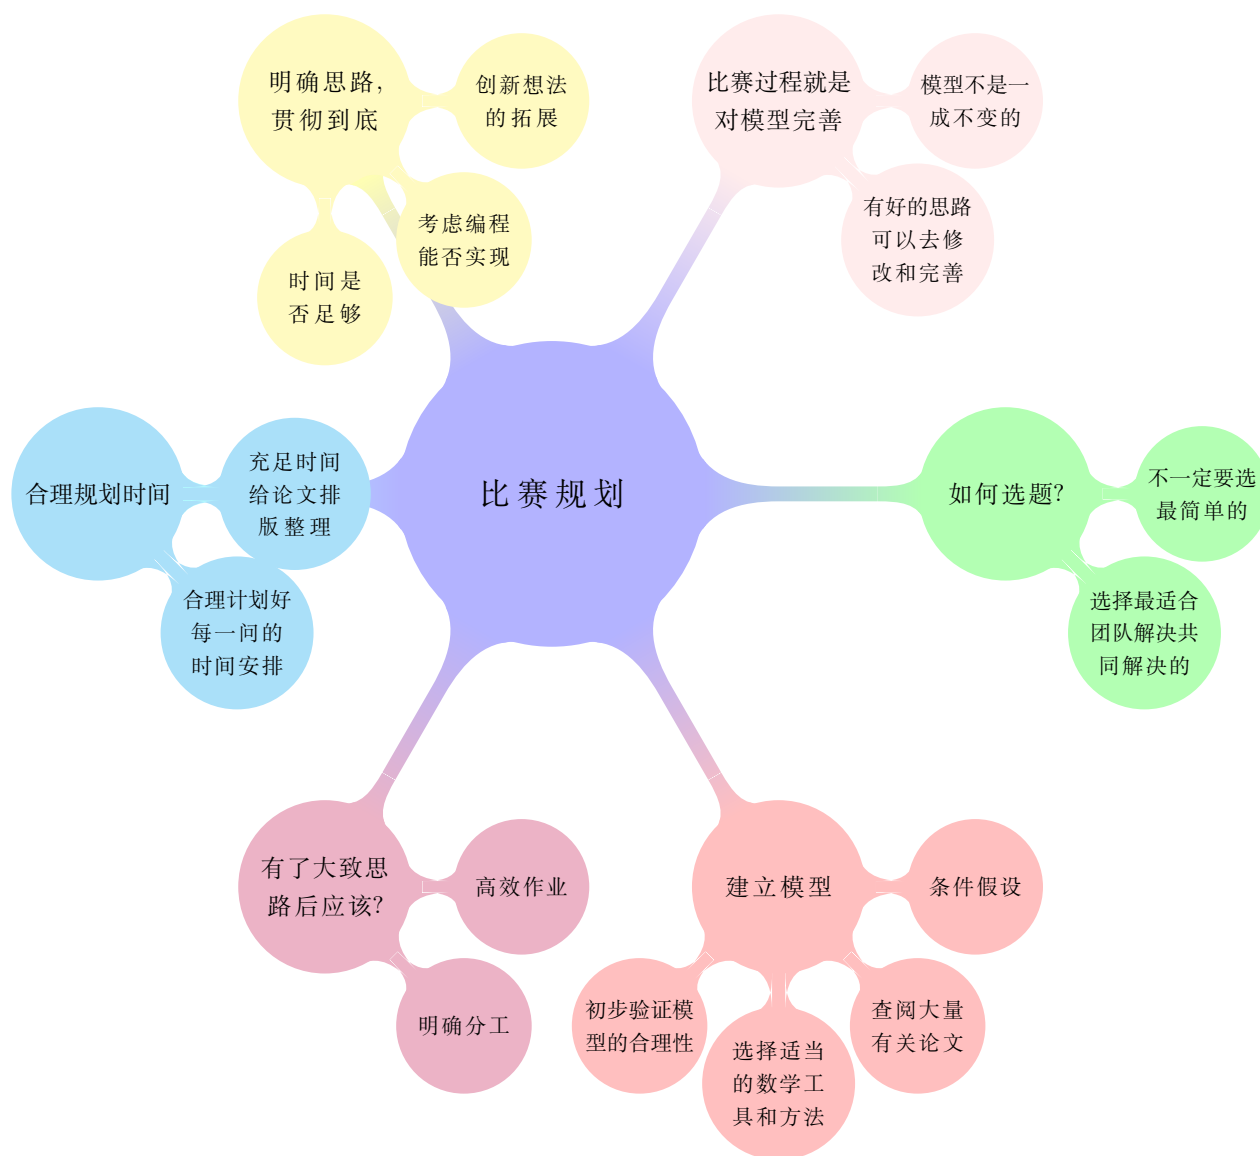 明确思路,
贯彻到底
创新想法
的拓展
考虑编程
能否实现
时间是
否足够
比赛过程就是
对模型完善
模型不是一
成不变的
有好的思路
可以去修
改和完善
比赛规划
合理规划时间
充足时间
给论文排
版整理
合理计划好
每一问的
时间安排
如何选题?
不一定要选
最简单的
选择最适合
团队解决共
同解决的
有了大致思
路后应该?
高效作业
明确分工
建立模型
条件假设
查阅大量
有关论文
选择适当
的数学工
具和方法
初步验证模
型的合理性